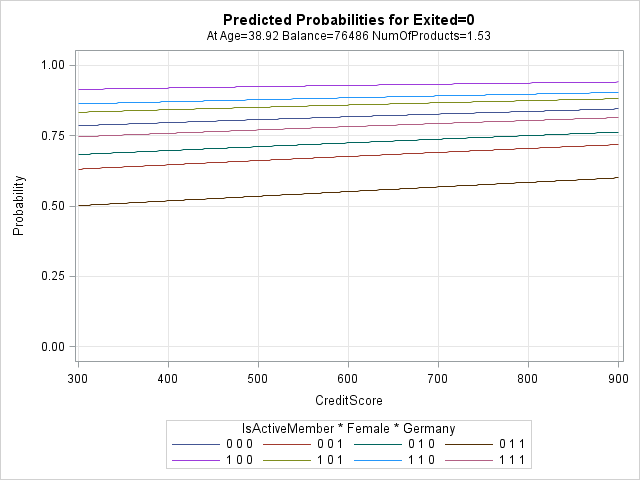 Predicted Probabilities for Exited=0
At Age=38.92 Balance=76486 NumOfProducts=1.53
1.00
0.75
0.50
0.25
0.00
Probability
300 400 500 600 700 800 900
CreditScore
IsActiveMember * Female * Germany
0 0 0 0 0 1 0 1 0 0 1 1
1 0 0 1 0 1 1 1 0 1 1 1